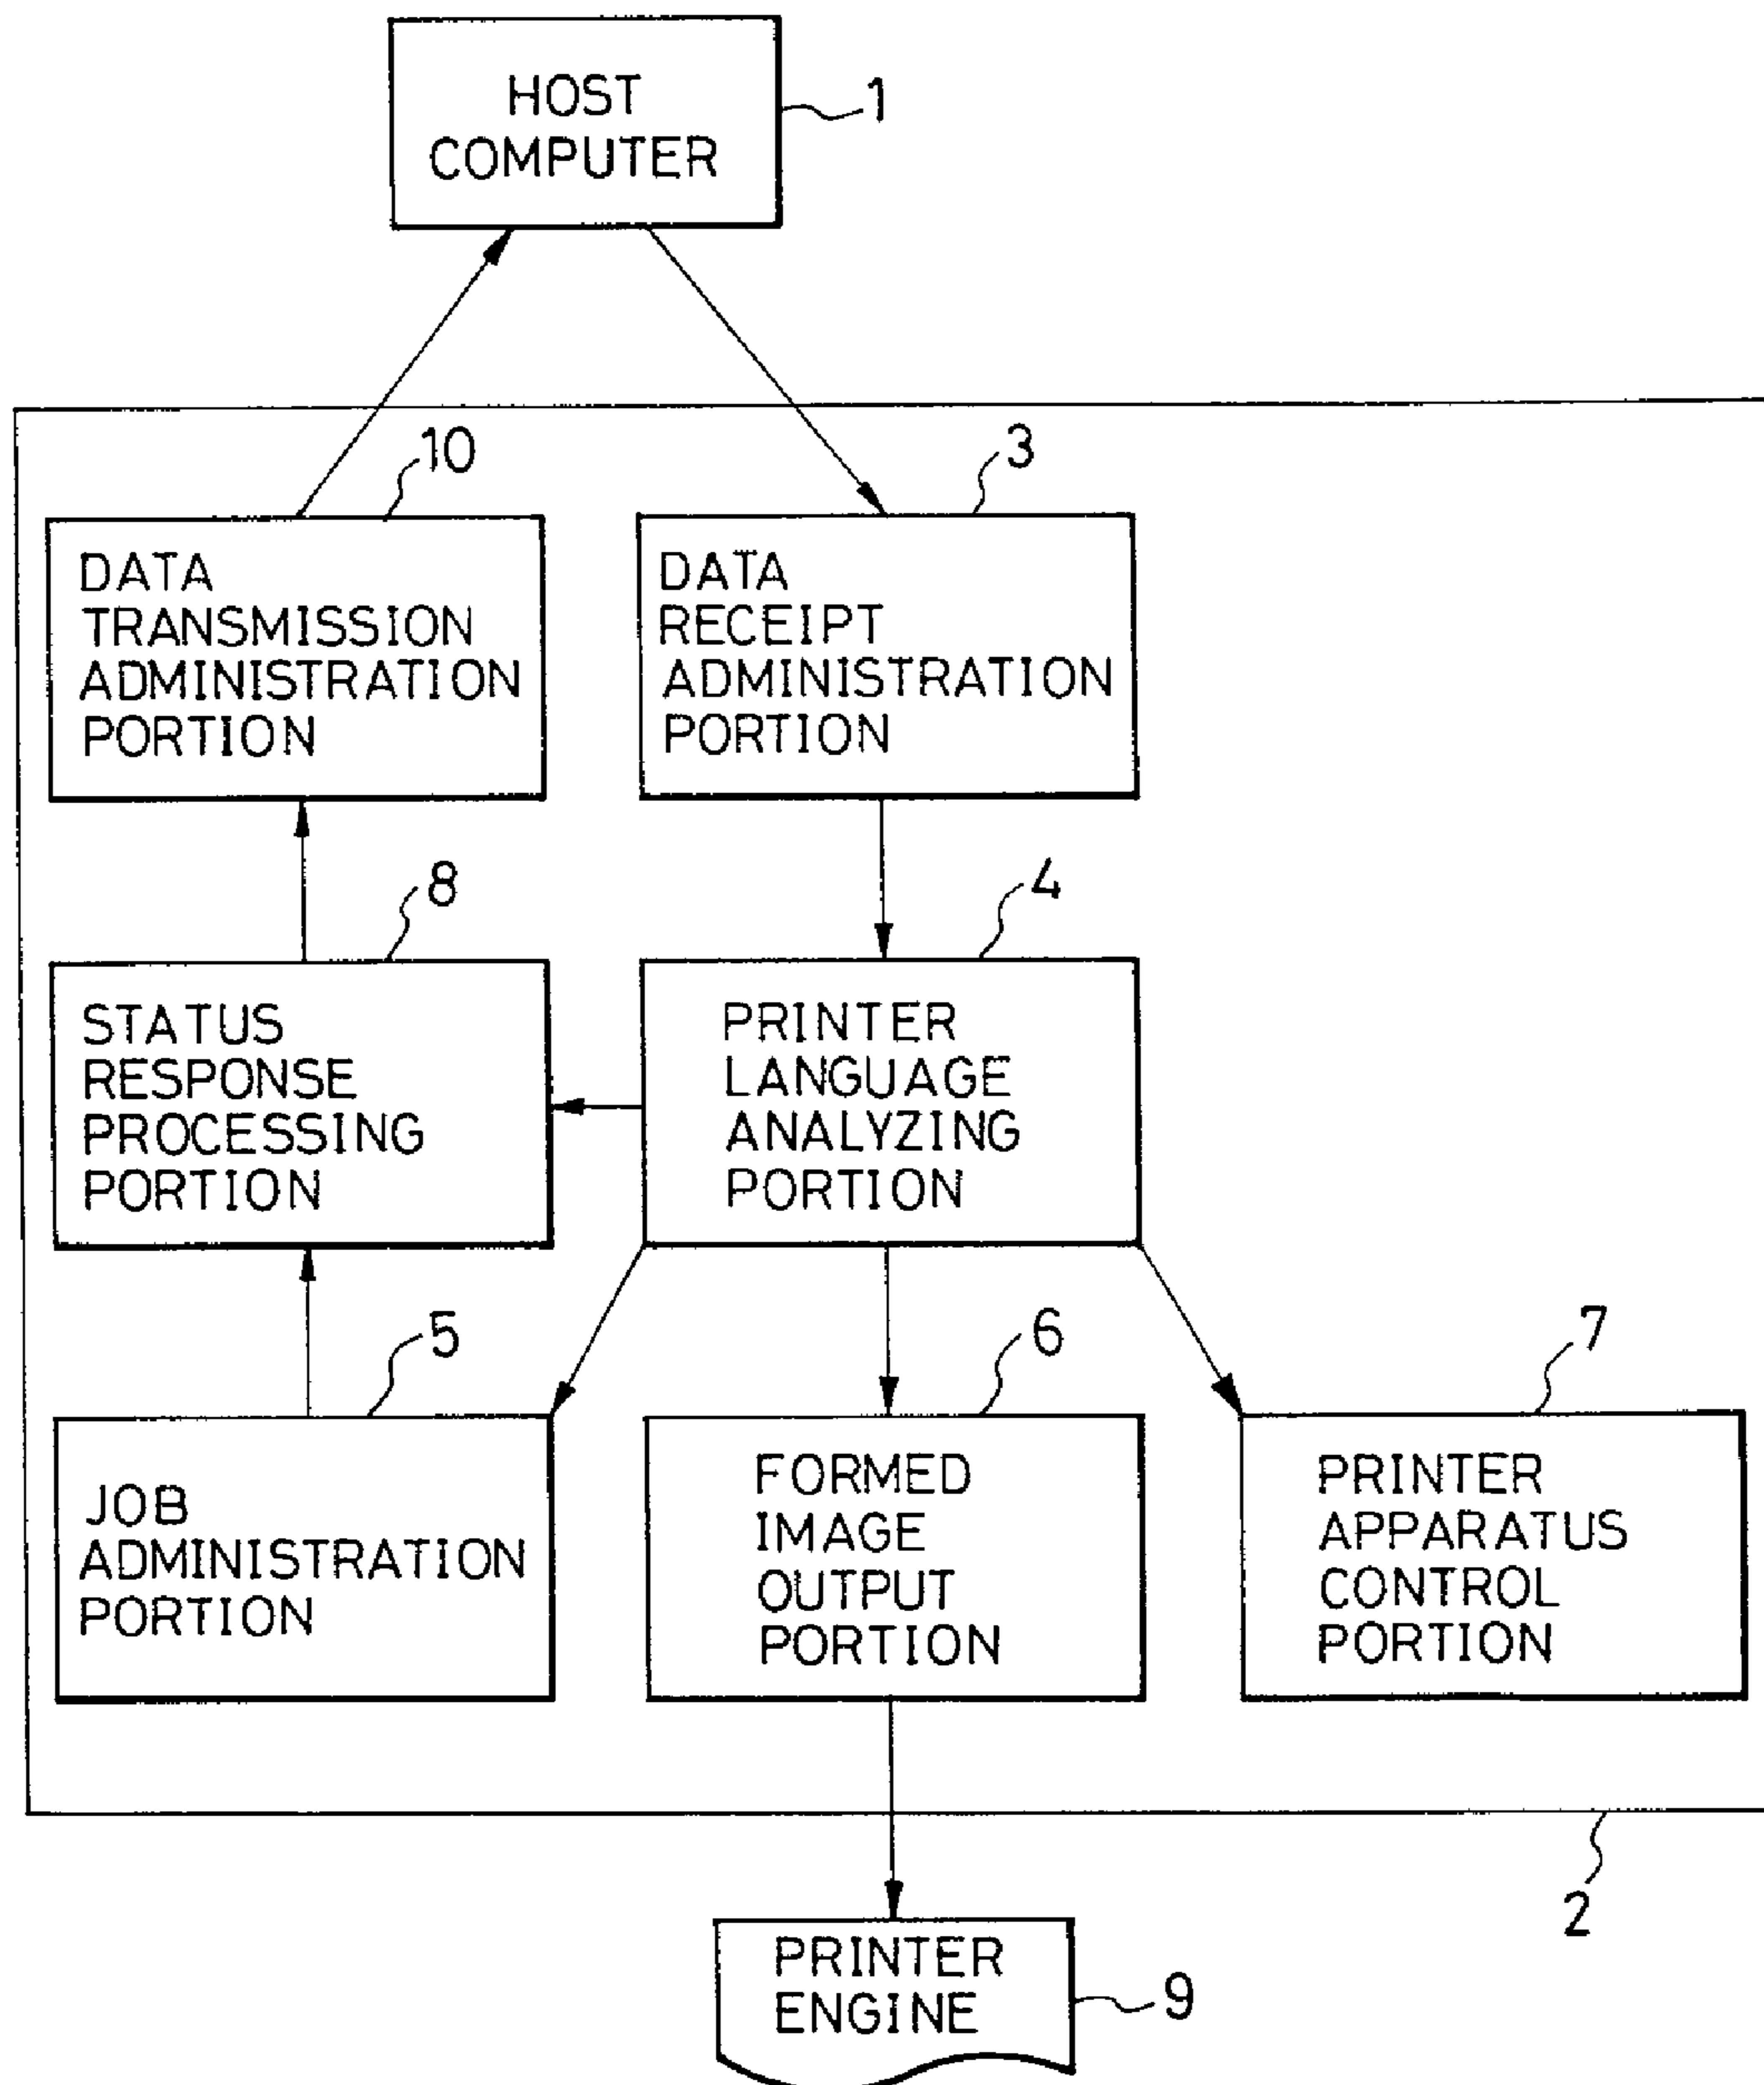 HOST
COMPUTER
1
10
3
DATA
TRANSMISSION
ADMINISTRATION
PORTION
DATA
RECEIPT
ADMINISTRATION
PORTION
8
4
STATUS
RESPONSE
PROCESSING
PORTION
PRINTER
LANGUAGE
ANALYZING
PORTION
5
6
7
JOB
ADMINISTRATION
PORTION
FORMED
IMAGE
OUTPUT
PORTION
PRINTER
APPARATUS
CONTROL
PORTION
2
PRINTER
ENGINE
9